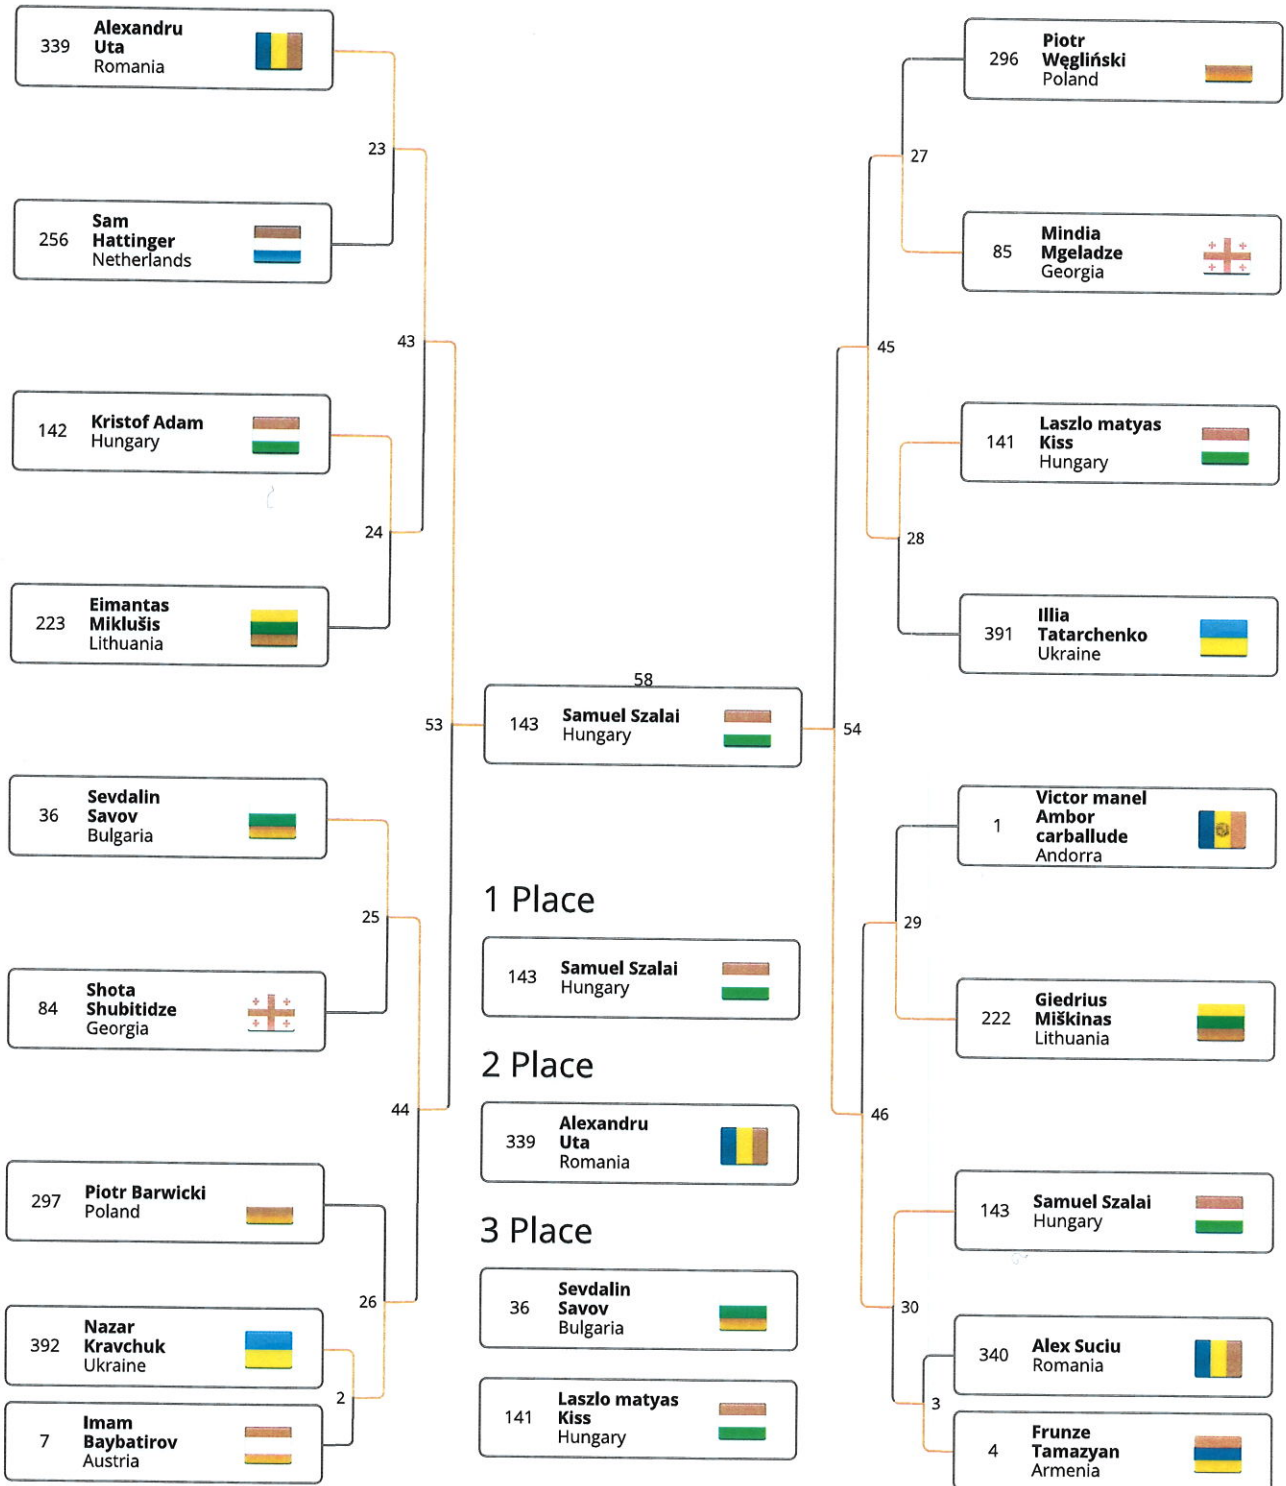 339
Alexandru
Uta
Romania
23
256
Sam
Hattinger
Netherlands
43
142
Kristof Adam
Hungary
24
223
Eimantas
Miklušis
Lithuania
53
36
Sevdalin
Savov
Bulgaria
25
84
Shota
Shubitidze
Georgia
44
297
Piotr Barwicki
Poland
26
392
Nazar
Kravchuk
Ukraine
2
7
Imam
Baybatirov
Austria
58
143
Samuel Szalai
Hungary
1 Place
143
Samuel Szalai
Hungary
2 Place
339
Alexandru
Uta
Romania
3 Place
36
Sevdalin
Savov
Bulgaria
141
Laszlo matyas
Kiss
Hungary
296
Piotr
Węgliński
Poland
27
85
Mindia
Mgeladze
Georgia
45
141
Laszlo matyas
Kiss
Hungary
28
391
Illia
Tatarchenko
Ukraine
54
1
Victor manel
Ambor
carballude
Andorra
29
222
Giedrius
Miškinas
Lithuania
46
143
Samuel Szalai
Hungary
30
340
Alex Suciu
Romania
3
4
Frunze
Tamazyan
Armenia